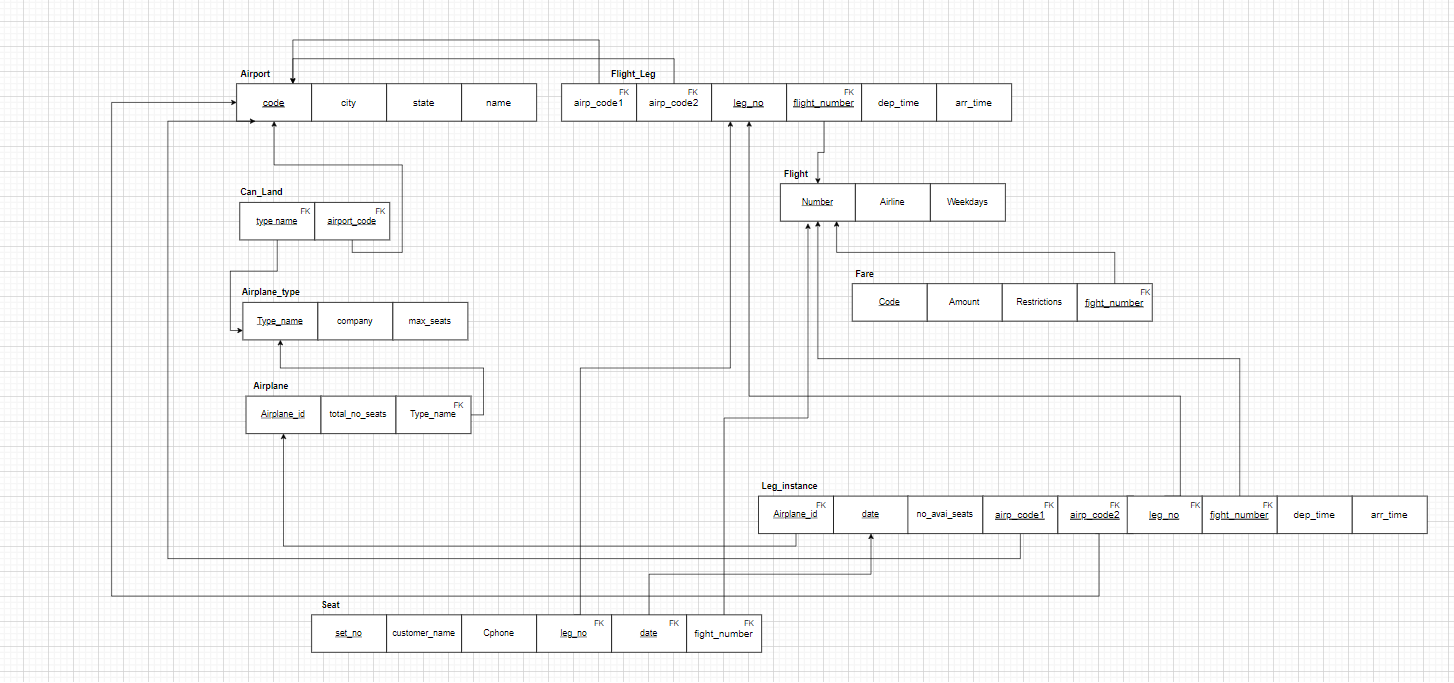 Airport
code
city
state
name
Flight_Leg
FK
airp_code1
FK
airp_code2
leg_no
FK
flight_number
dep_time
arr_time
Flight
Number
Airline
Weekdays
Can_Land
FK
type name
FK
airport_code
Fare
Code
Amount
Restrictions
FK
fight_number
Airplane_type
Type_name
company
max_seats
Airplane
Airplane_id
total_no_seats
FK
Type_name
Leg_instance
FK
Airplane_id
date
no_avai_seats
FK
airp_code1
FK
airp_code2
FK
leg_no
FK
fight_number
dep_time
arr_time
Seat
set_no
customer_name
Cphone
FK
leg_no
FK
date
FK
fight_number